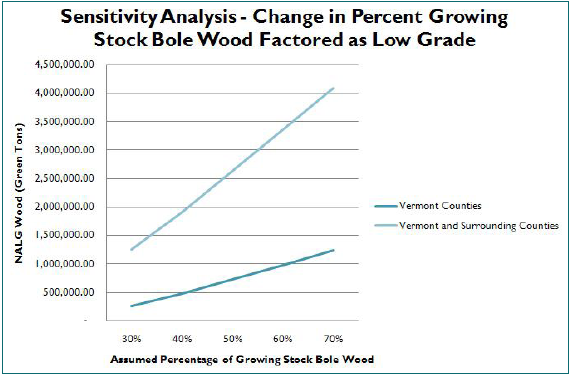 Sensitivity Analysis - Change in Percent Growing
Stock Bole Wood Factored as Low Grade
NALG Wood (Green Tons)
4,500,000.00
4,000,000.00
3,500,000.00
3,000,000.00
2,500,000.00
2,000,000.00
1,500,000.00
1,000,000.00
500,000.00
-
30% 40% 50% 60% 70%
Assumed Percentage of Growing Stock Bole Wood
Vermont Counties
Vermont and Surrounding Counties